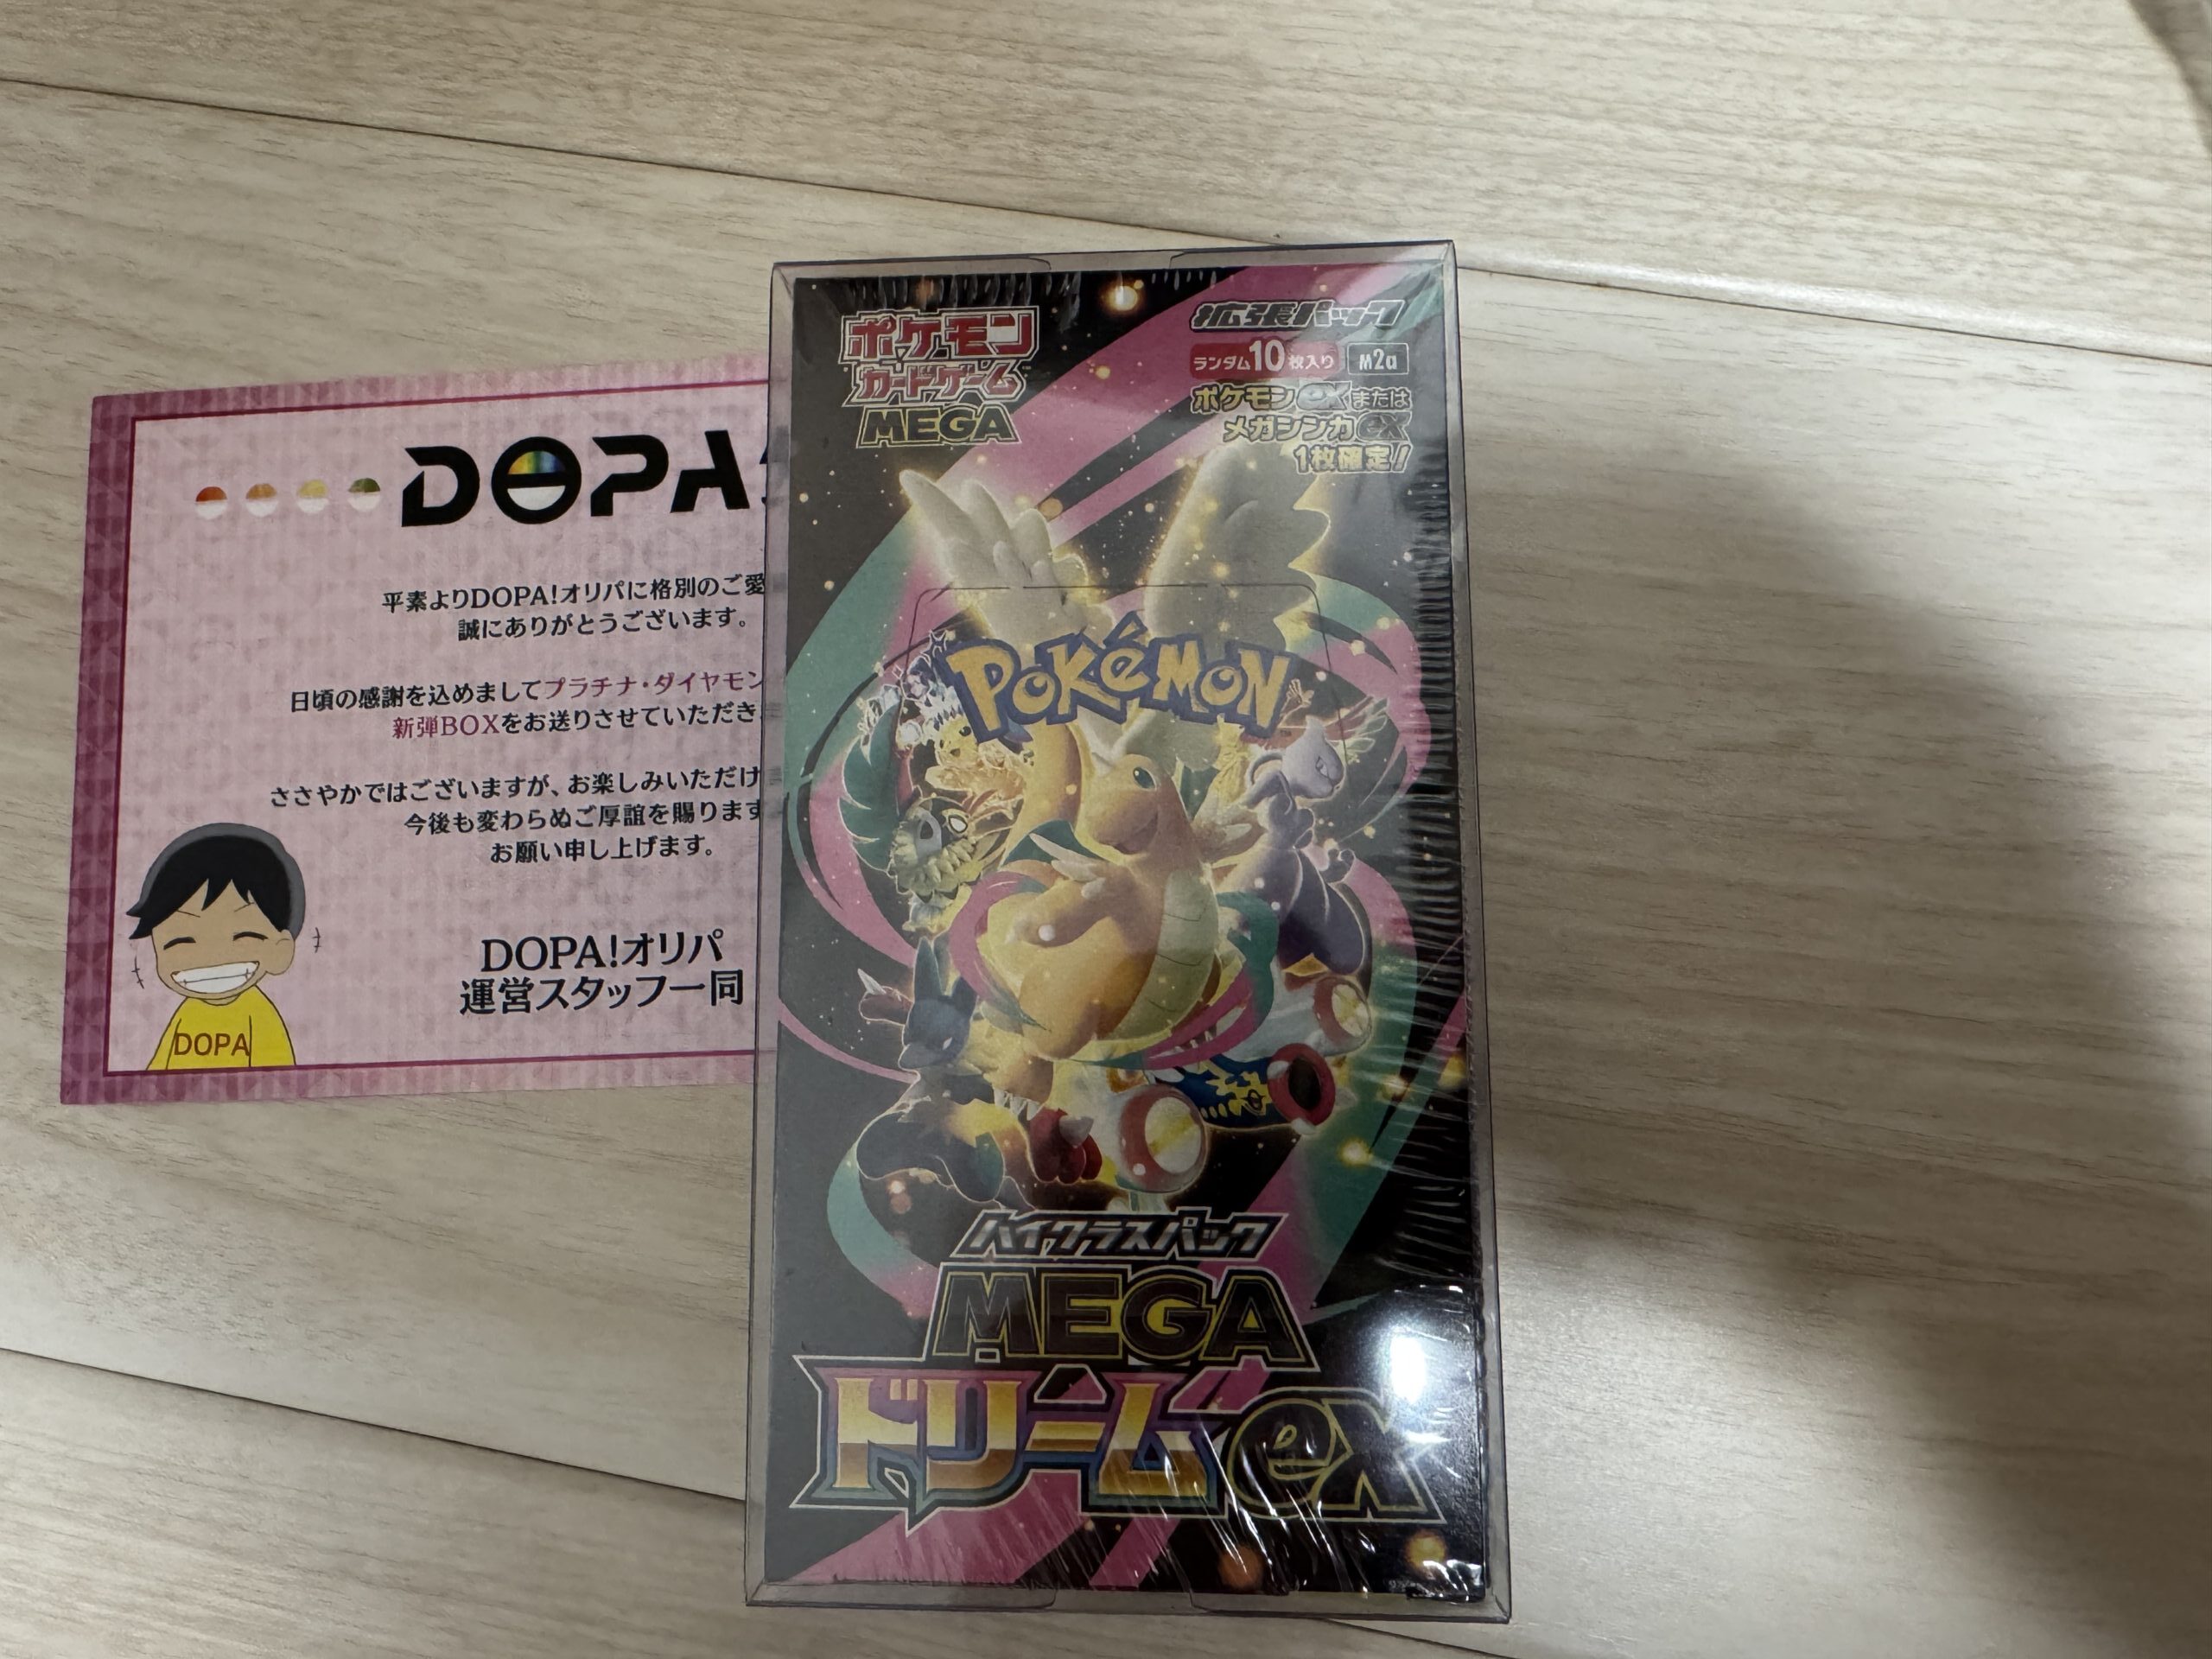 DOPA
平素よりDOPA!オリパに格別のご愛
誠にありがとうございます。
日頃の感謝を込めましてプラチナ・ダイヤモン
新弾BOXをお送りさせていただき
ささやかではございますが、お楽しみいただけ
今後も変わらぬご厚誼を賜ります
お願い申し上げます。
DOPA!オリパ
運営スタッフ一同
DOPA
ポケモン
カードゲーム
MEGA
拡張パック
ランダム10枚入り M2a
ポケモンexまたは
メガシンカex
1枚確定!
POKéMON
ハイクラスパック
MEGA
ドリームex